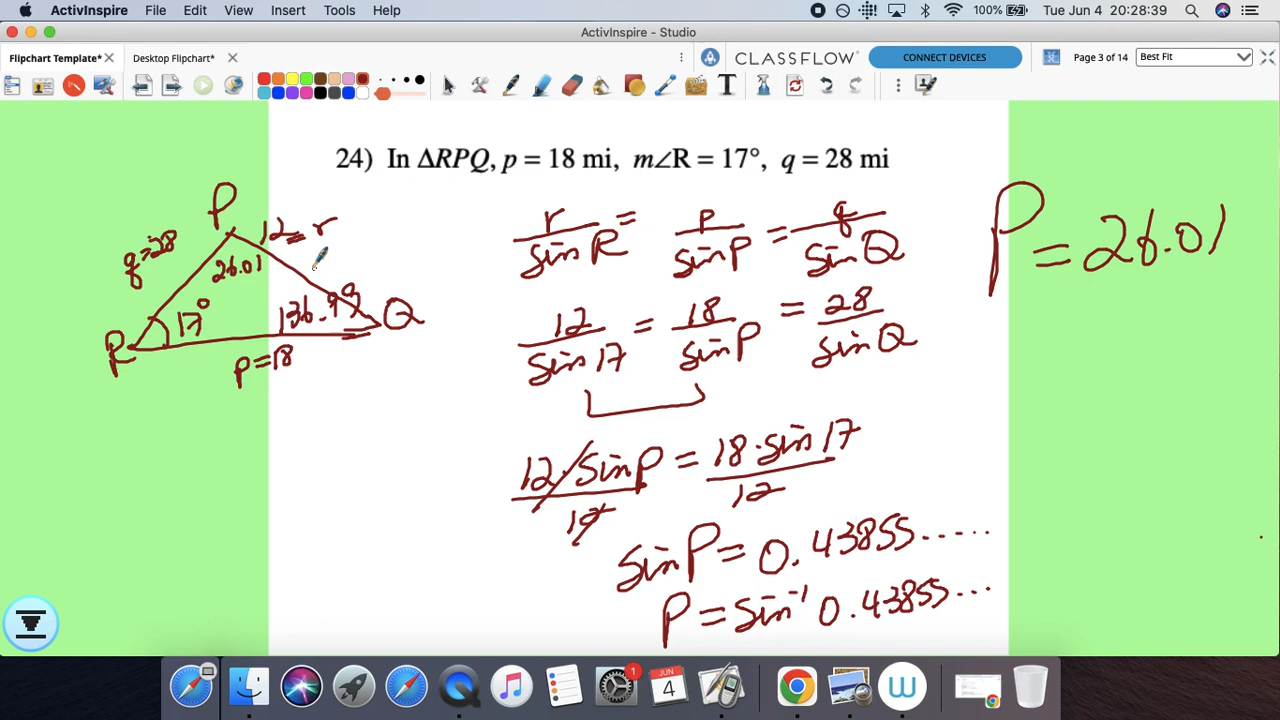 ActivInspire File Edit View Insert Tools Help 100% Tue Jun 4 20:28:39
ActivInspire - Studio
Flipchart Template* Desktop Flipchart* CLASSFLOW CONNECT DEVICES Page 3 of 14 Best Fit
24) In ΔRPQ, p = 18 mi, m∠R = 17°, q = 28 mi
P
12 = r
q=28
26.01
17°
136.99
Q
R
p=18
r/sin R = p/sin P = q/sin Q
12/sin 17 = 18/sin P = 28/sin Q
12·sin P/12 = 18·sin 17/12
sin P = 0.43855.....
P = sin⁻¹ 0.43855...
P = 26.01
1
JUN
4
W